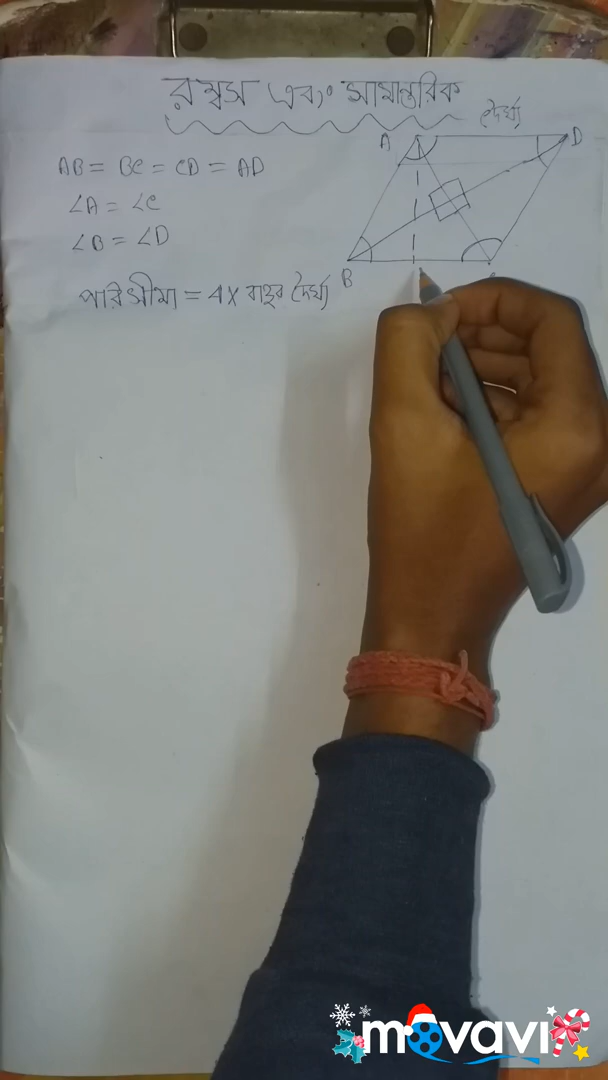 রম্বস এবং সামান্তরিক
দৈর্ঘ্য
A D
AB = BC = CD = AD
∠A = ∠C
∠B = ∠D
B
পরিসীমা = 4 x বাহুর দৈর্ঘ্য
movavi